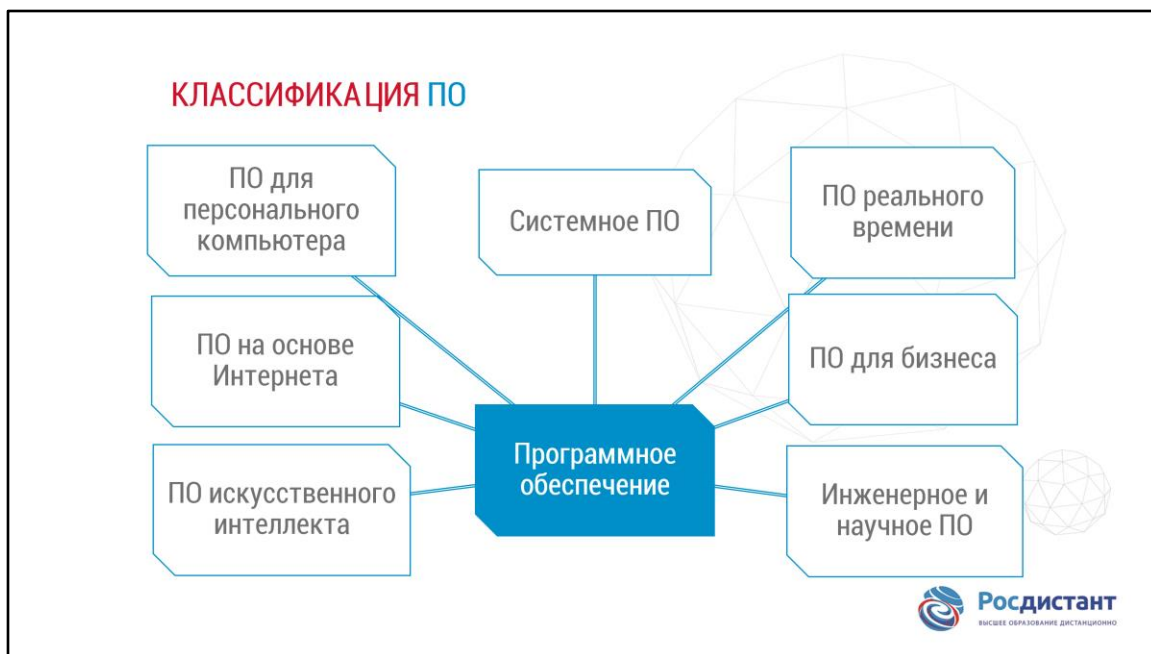 КЛАССИФИКАЦИЯ ПО
ПО для
персонального
компьютера
Системное ПО
ПО реального
времени
ПО на основе
Интернета
ПО для бизнеса
Программное
обеспечение
ПО искусственного
интеллекта
Инженерное и
научное ПО
Росдистант
ВЫСШЕЕ ОБРАЗОВАНИЕ ДИСТАНЦИОННО